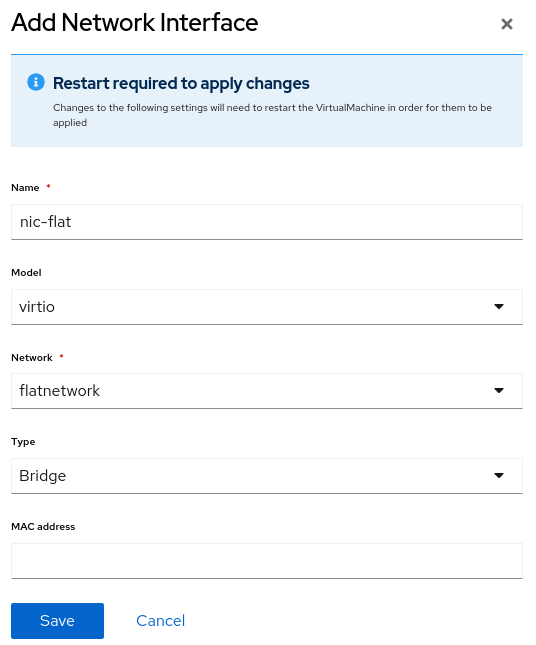 Add Network Interface
Restart required to apply changes
Changes to the following settings will need to restart the VirtualMachine in order for them to be
applied
Name *
nic-flat
Model
virtio
Network *
flatnetwork
Type
Bridge
MAC address
Save Cancel